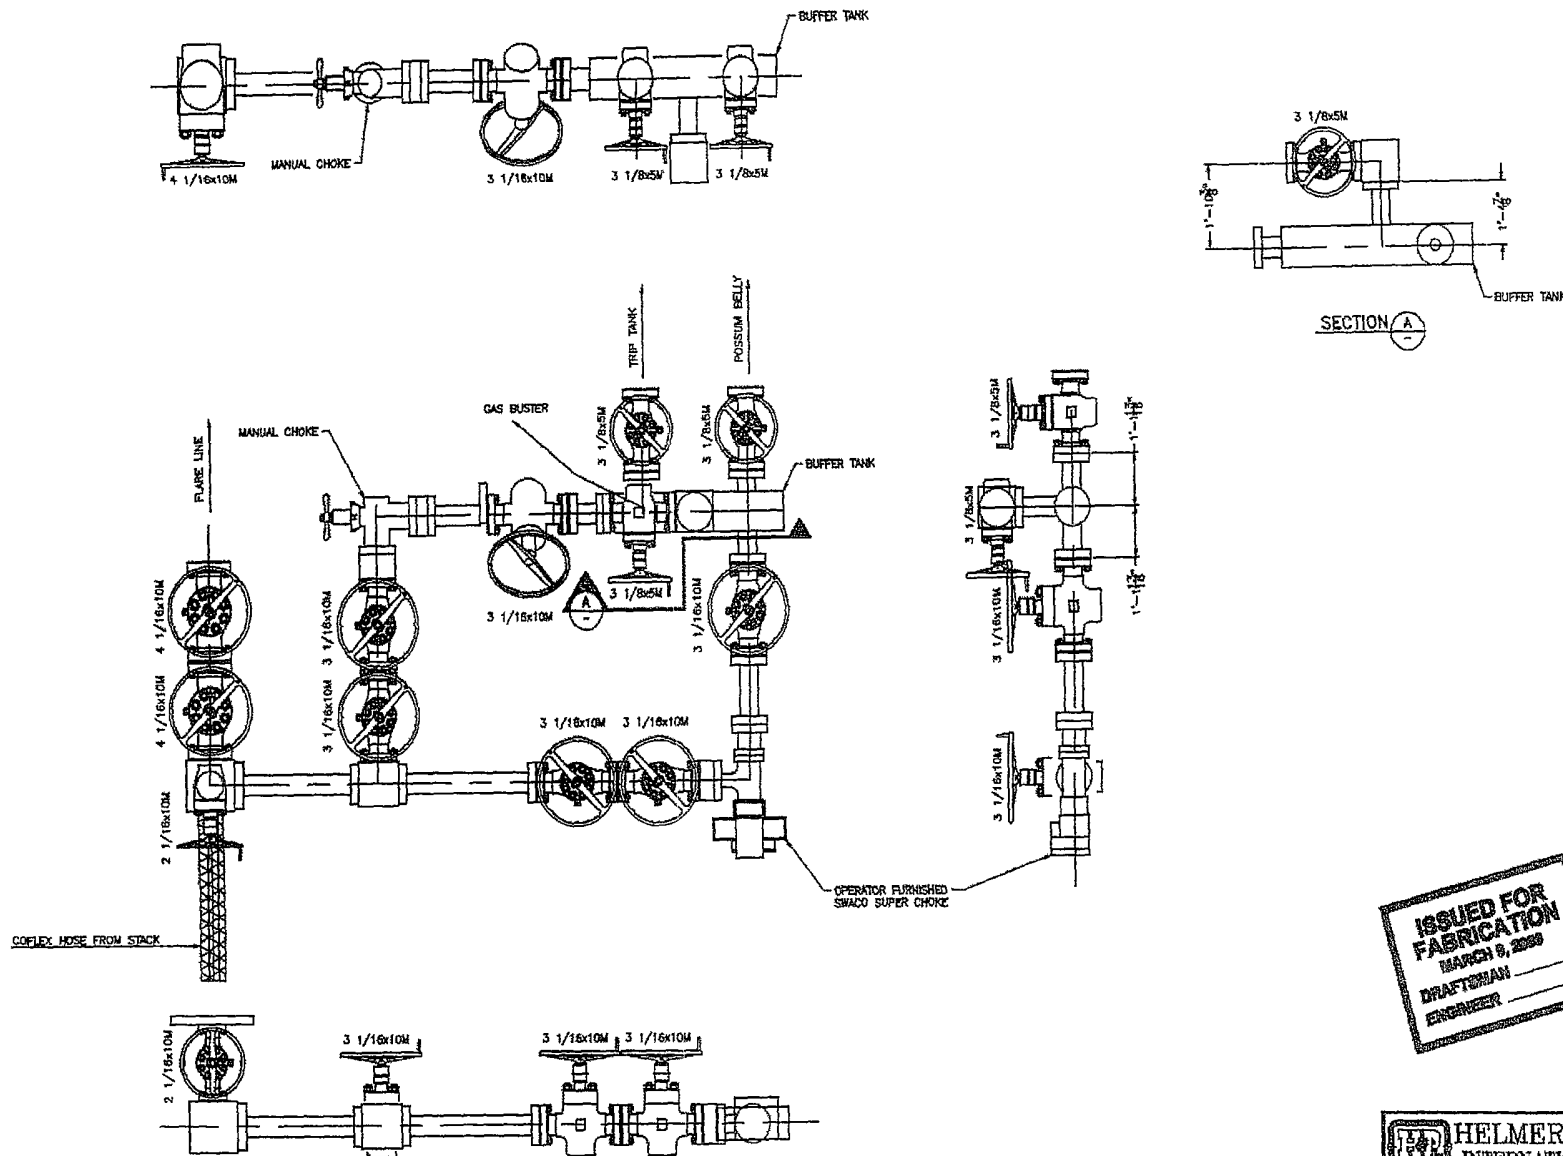 BUFFER TANK
MANUAL CHOKE
4 1/16x10M
3 1/16x10M
3 1/8x5M
3 1/8x5M
3 1/8x5M
BUFFER TANK
SECTION A
-
FLARE LINE
TRIP TANK
POSSUM BELLY
GAS BUSTER
MANUAL CHOKE
3 1/8x5M
3 1/8x5M
BUFFER TANK
4 1/16x10M
3 1/16x10M
3 1/16x10M
A
-
3 1/8x5M
3 1/16x10M
4 1/16x10M
3 1/16x10M
3 1/16x10M
3 1/16x10M
2 1/16x10M
OPERATOR FURNISHED
SWACO SUPER CHOKE
COFLEX HOSE FROM STACK
3 1/8x5M
3 1/8x5M
3 1/16x10M
3 1/16x10M
2 1/16x10M
3 1/16x10M
3 1/16x10M
3 1/16x10M
ISSUED FOR
FABRICATION
MARCH
DRAFTSMAN
ENGINEER
HELMER